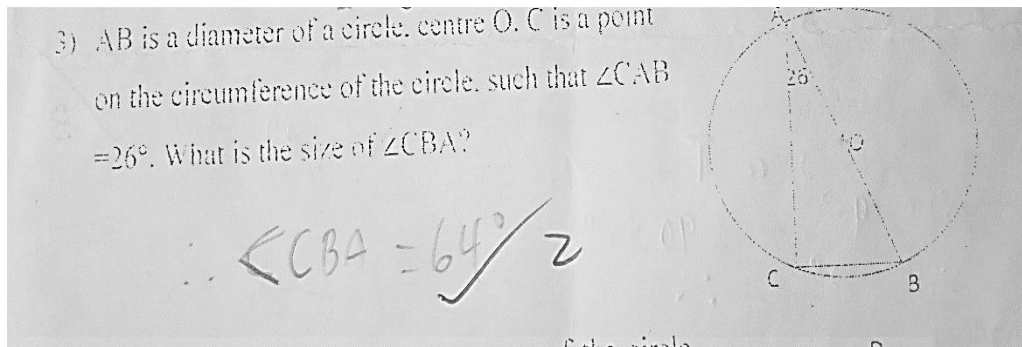 3) AB is a diameter of a circle. centre O. C is a point
on the circumference of the circle. such that ∠CAB
=26°. What is the size of ∠CBA?
∴ <CBA = 64° 2
A
26
O
C
B